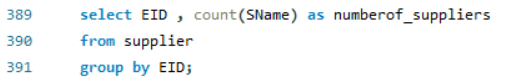 389 select EID , count(SName) as numberof_suppliers
390 from supplier
391 group by EID;